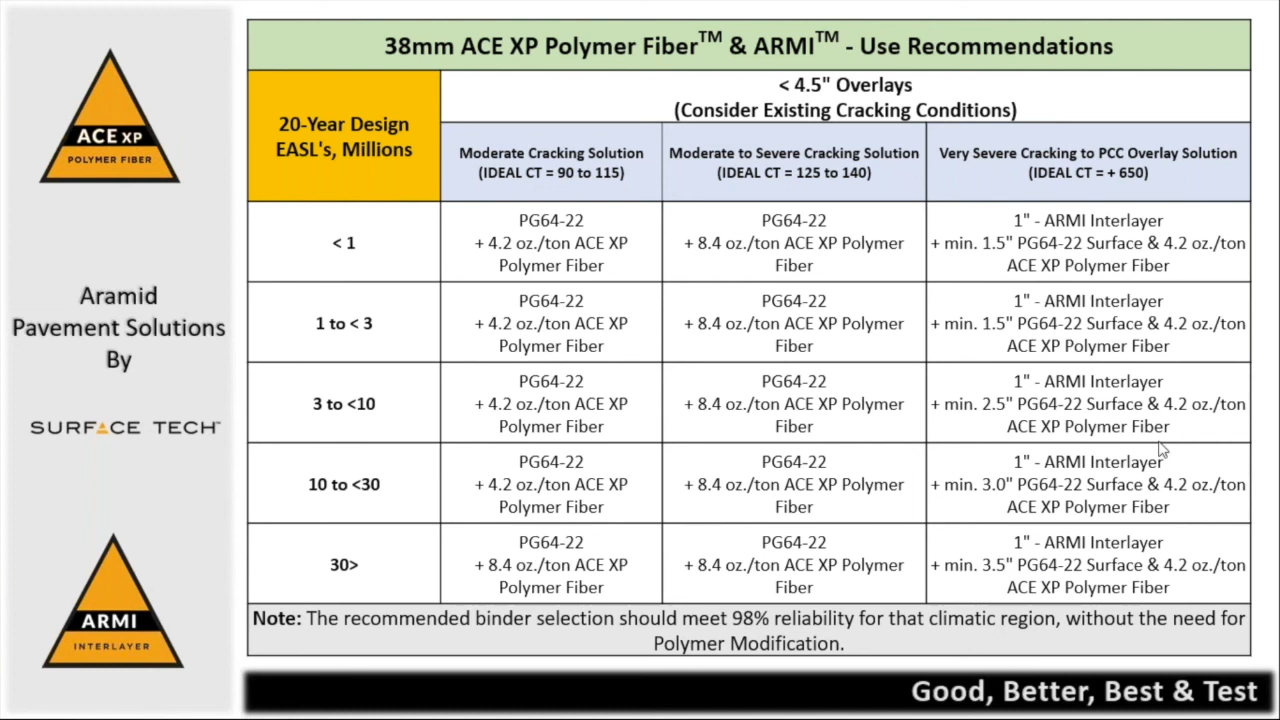 ACE XP
POLYMER FIBER
Aramid
Pavement Solutions
By
SURFACE TECH™
ARMI
INTERLAYER
38mm ACE XP Polymer Fiber™ & ARMI™ - Use Recommendations
20-Year Design
EASL's, Millions
< 4.5" Overlays
(Consider Existing Cracking Conditions)
Moderate Cracking Solution
(IDEAL CT = 90 to 115)
Moderate to Severe Cracking Solution
(IDEAL CT = 125 to 140)
Very Severe Cracking to PCC Overlay Solution
(IDEAL CT = + 650)
< 1
PG64-22
+ 4.2 oz./ton ACE XP
Polymer Fiber
PG64-22
+ 8.4 oz./ton ACE XP Polymer
Fiber
1" - ARMI Interlayer
+ min. 1.5" PG64-22 Surface & 4.2 oz./ton
ACE XP Polymer Fiber
1 to < 3
PG64-22
+ 4.2 oz./ton ACE XP
Polymer Fiber
PG64-22
+ 8.4 oz./ton ACE XP Polymer
Fiber
1" - ARMI Interlayer
+ min. 1.5" PG64-22 Surface & 4.2 oz./ton
ACE XP Polymer Fiber
3 to <10
PG64-22
+ 4.2 oz./ton ACE XP
Polymer Fiber
PG64-22
+ 8.4 oz./ton ACE XP Polymer
Fiber
1" - ARMI Interlayer
+ min. 2.5" PG64-22 Surface & 4.2 oz./ton
ACE XP Polymer Fiber
10 to <30
PG64-22
+ 4.2 oz./ton ACE XP
Polymer Fiber
PG64-22
+ 8.4 oz./ton ACE XP Polymer
Fiber
1" - ARMI Interlayer
+ min. 3.0" PG64-22 Surface & 4.2 oz./ton
ACE XP Polymer Fiber
30>
PG64-22
+ 8.4 oz./ton ACE XP
Polymer Fiber
PG64-22
+ 8.4 oz./ton ACE XP Polymer
Fiber
1" - ARMI Interlayer
+ min. 3.5" PG64-22 Surface & 4.2 oz./ton
ACE XP Polymer Fiber
Note: The recommended binder selection should meet 98% reliability for that climatic region, without the need for
Polymer Modification.
Good, Better, Best & Test